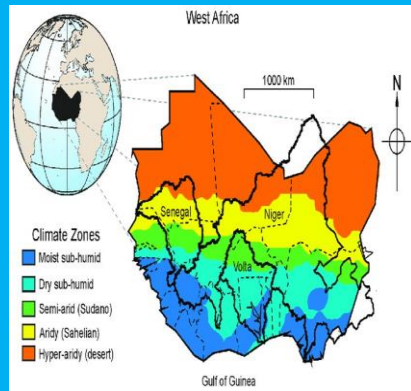 West Africa
1000 km
N
Senegal
Niger
Volta
Climate Zones
Moist sub-humid
Dry sub-humid
Semi-arid (Sudano)
Aridy (Sahelian)
Hyper-aridy (desert)
Gulf of Guinea